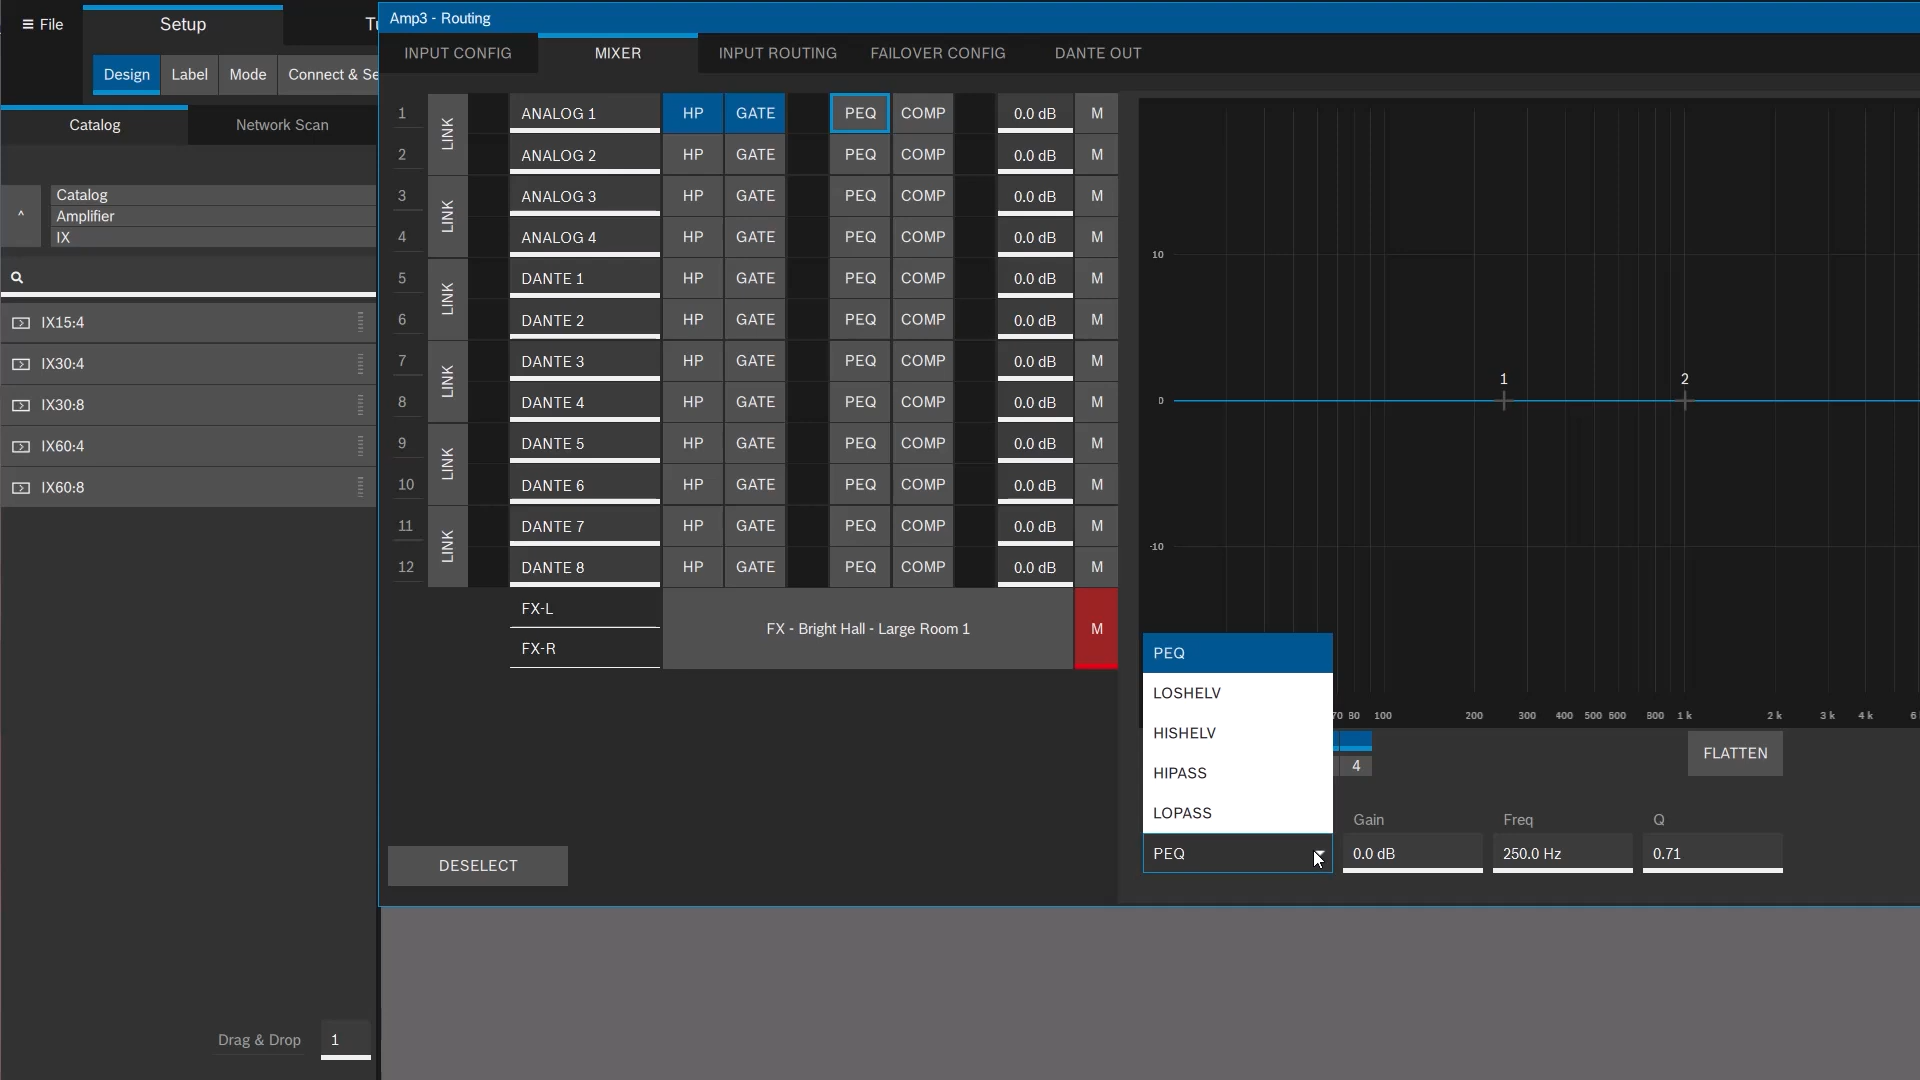 Amp3 - Routing
File
Setup
INPUT CONFIG
MIXER
INPUT ROUTING
FAILOVER CONFIG
DANTE OUT
Design
Label
Mode
Connect & Se
Catalog
Network Scan
^
Catalog
Amplifier
IX
IX15:4
IX30:4
IX30:8
IX60:4
IX60:8
Drag & Drop
1
1 LINK ANALOG 1 HP GATE PEQ COMP 0.0 dB M
2 ANALOG 2 HP GATE PEQ COMP 0.0 dB M
3 LINK ANALOG 3 HP GATE PEQ COMP 0.0 dB M
4 ANALOG 4 HP GATE PEQ COMP 0.0 dB M
5 LINK DANTE 1 HP GATE PEQ COMP 0.0 dB M
6 DANTE 2 HP GATE PEQ COMP 0.0 dB M
7 LINK DANTE 3 HP GATE PEQ COMP 0.0 dB M
8 DANTE 4 HP GATE PEQ COMP 0.0 dB M
9 LINK DANTE 5 HP GATE PEQ COMP 0.0 dB M
10 DANTE 6 HP GATE PEQ COMP 0.0 dB M
11 LINK DANTE 7 HP GATE PEQ COMP 0.0 dB M
12 DANTE 8 HP GATE PEQ COMP 0.0 dB M
FX-L
FX - Bright Hall - Large Room 1 M
FX-R
DESELECT
10
1 2
0
-10
70 80 100 200 300 400 500 600 800 1 k 2 k 3 k 4 k
PEQ
LOSHELV
HISHELV
HIPASS
LOPASS
4
FLATTEN
Gain Freq Q
PEQ 0.0 dB 250.0 Hz 0.71